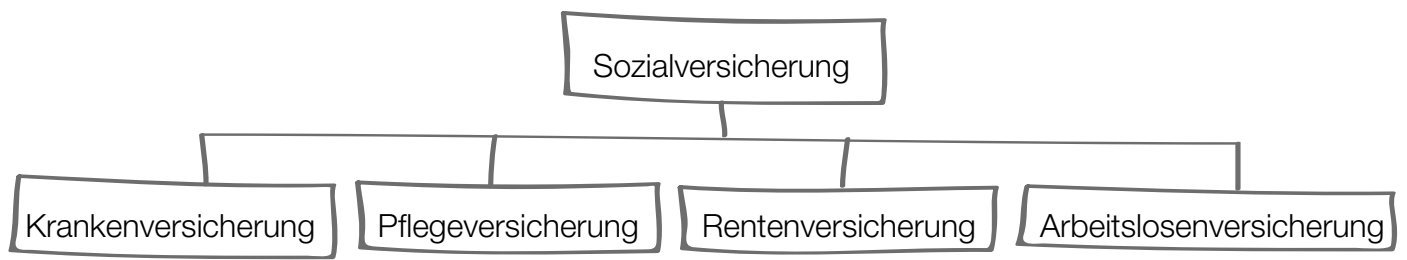 Sozialversicherung
Krankenversicherung
Pflegeversicherung
Rentenversicherung
Arbeitslosenversicherung